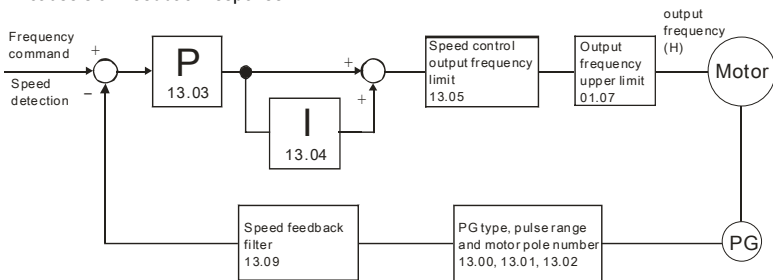 Frequency
command
Speed
detection
+
−
P
13.03
I
13.04
+
+
Speed control
output frequency
limit
13.05
Output
frequency
upper limit
01.07
output
frequency
(H)
Motor
Speed feedback
filter
13.09
PG type, pulse range
and motor pole number
13.00, 13.01, 13.02
PG